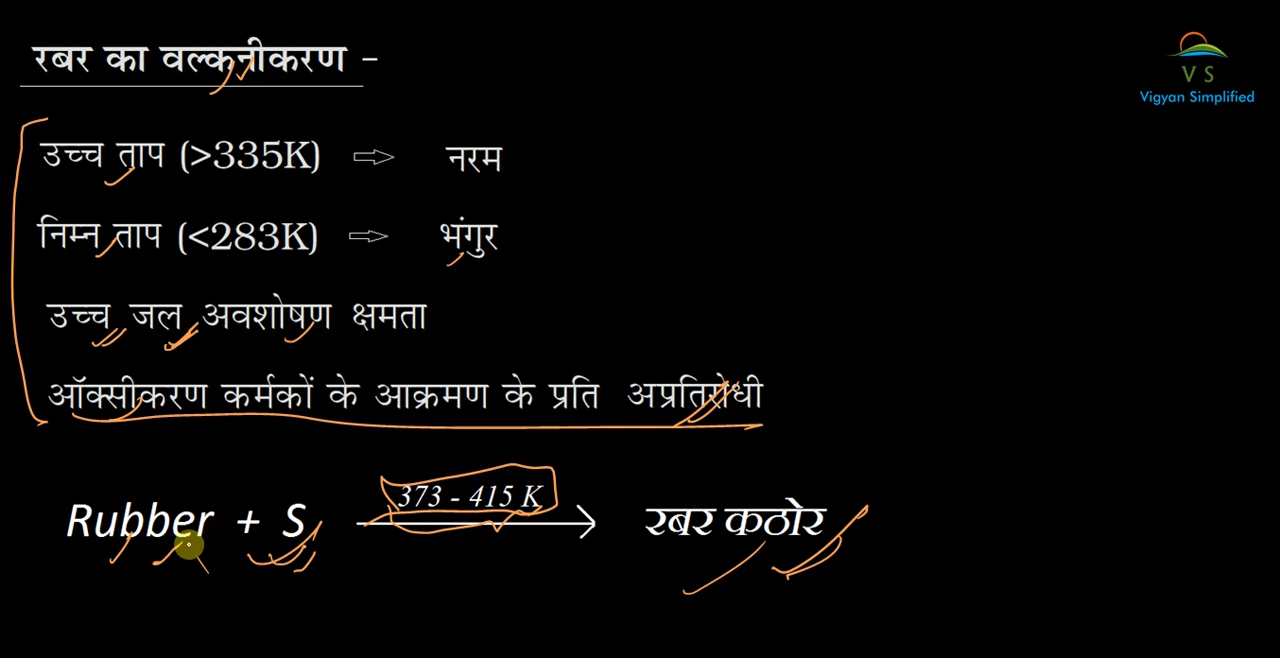 रबर का वल्कनीकरण -
V S
Vigyan Simplified
उच्च ताप (>335K) ⇨ नरम
निम्न ताप (<283K) ⇨ भंगुर
उच्च जल अवशोषण क्षमता
ऑक्सीकरण कर्मकों के आक्रमण के प्रति अप्रतिरोधी
373 - 415 K
Rubber + S ⟶ रबर कठोर